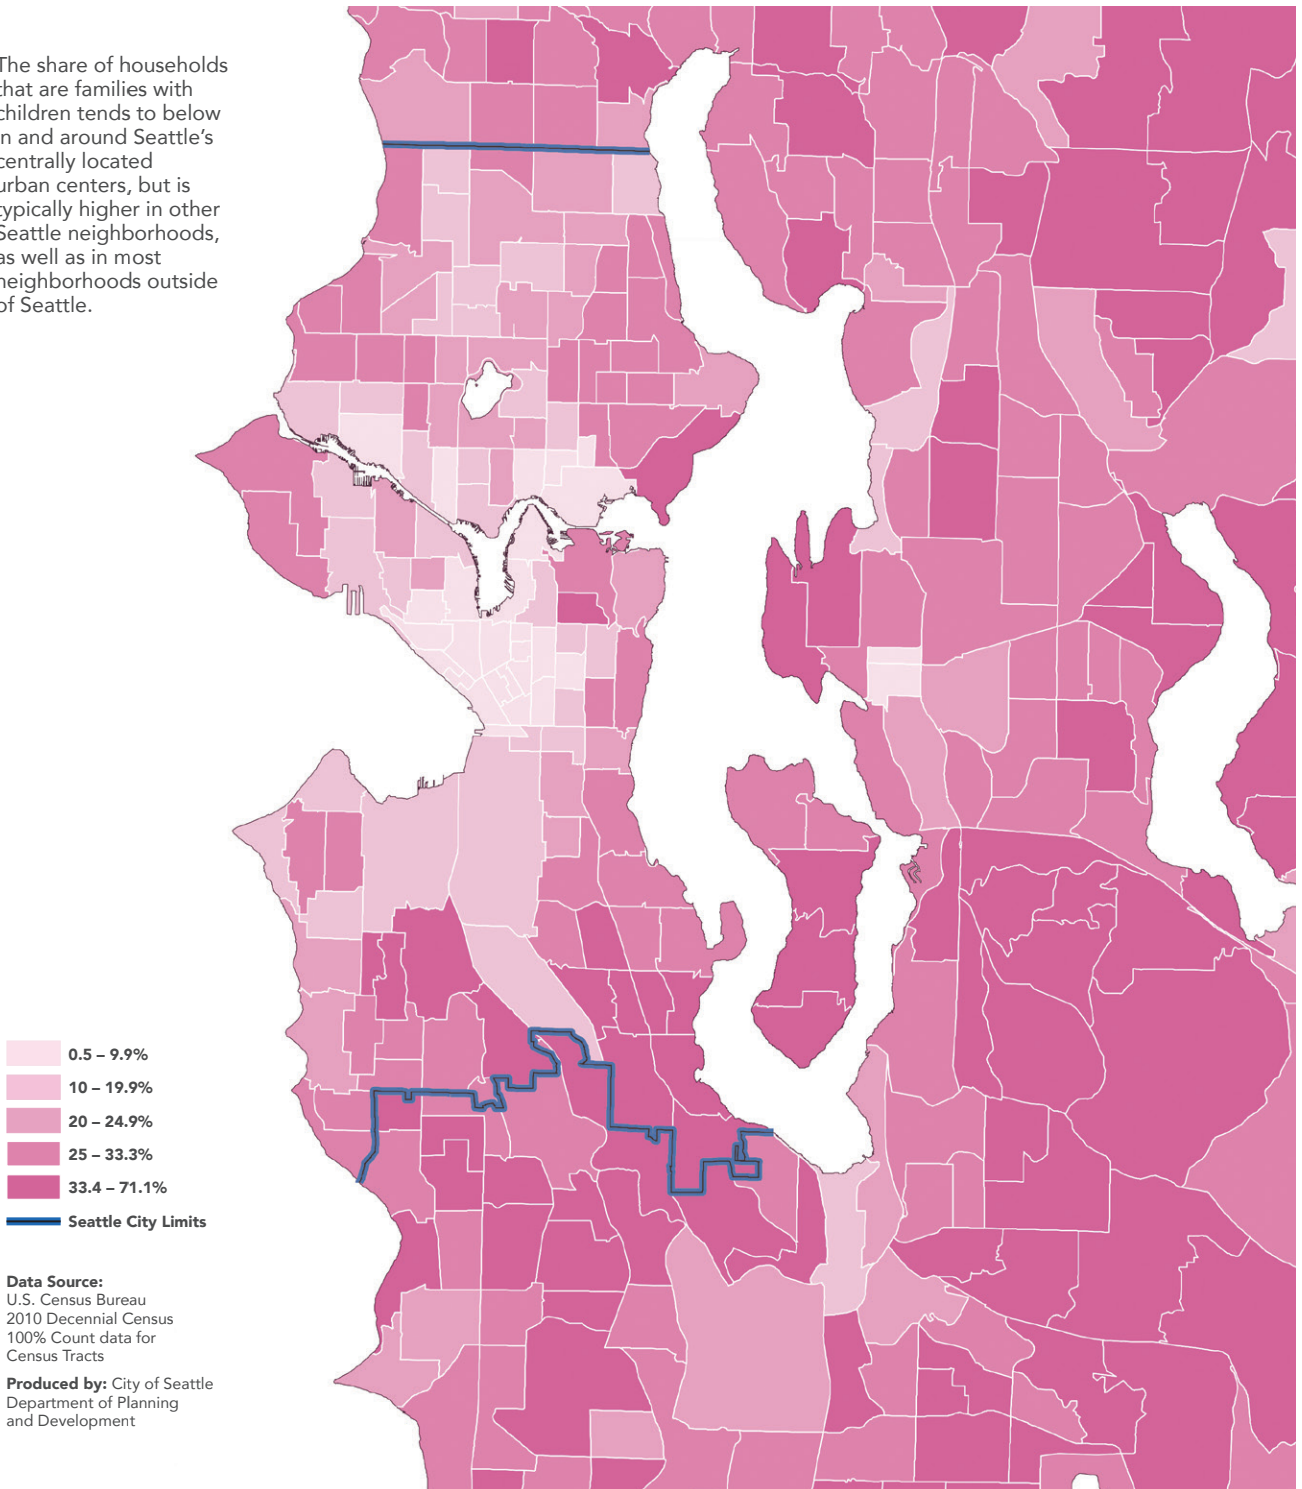 The share of households
that are families with
children tends to below
in and around Seattle's
centrally located
urban centers, but is
typically higher in other
Seattle neighborhoods,
as well as in most
neighborhoods outside
of Seattle.
0.5 – 9.9%
10 – 19.9%
20 – 24.9%
25 – 33.3%
33.4 – 71.1%
Seattle City Limits
Data Source:
U.S. Census Bureau
2010 Decennial Census
100% Count data for
Census Tracts
Produced by: City of Seattle
Department of Planning
and Development